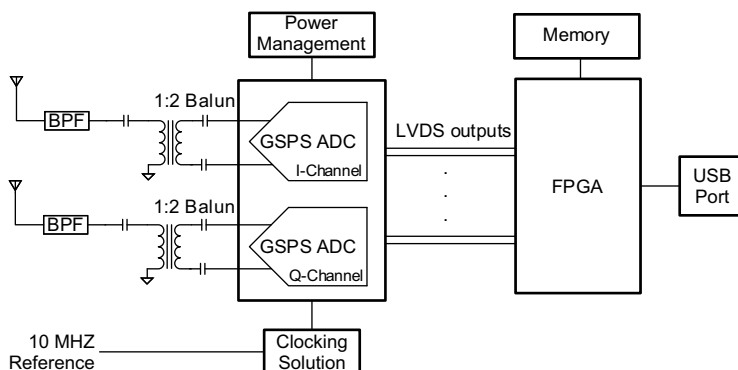 Power
Management
Memory
1:2 Balun
BPF
GSPS ADC
I-Channel
LVDS outputs
FPGA
USB
Port
1:2 Balun
BPF
GSPS ADC
Q-Channel
10 MHZ
Reference
Clocking
Solution